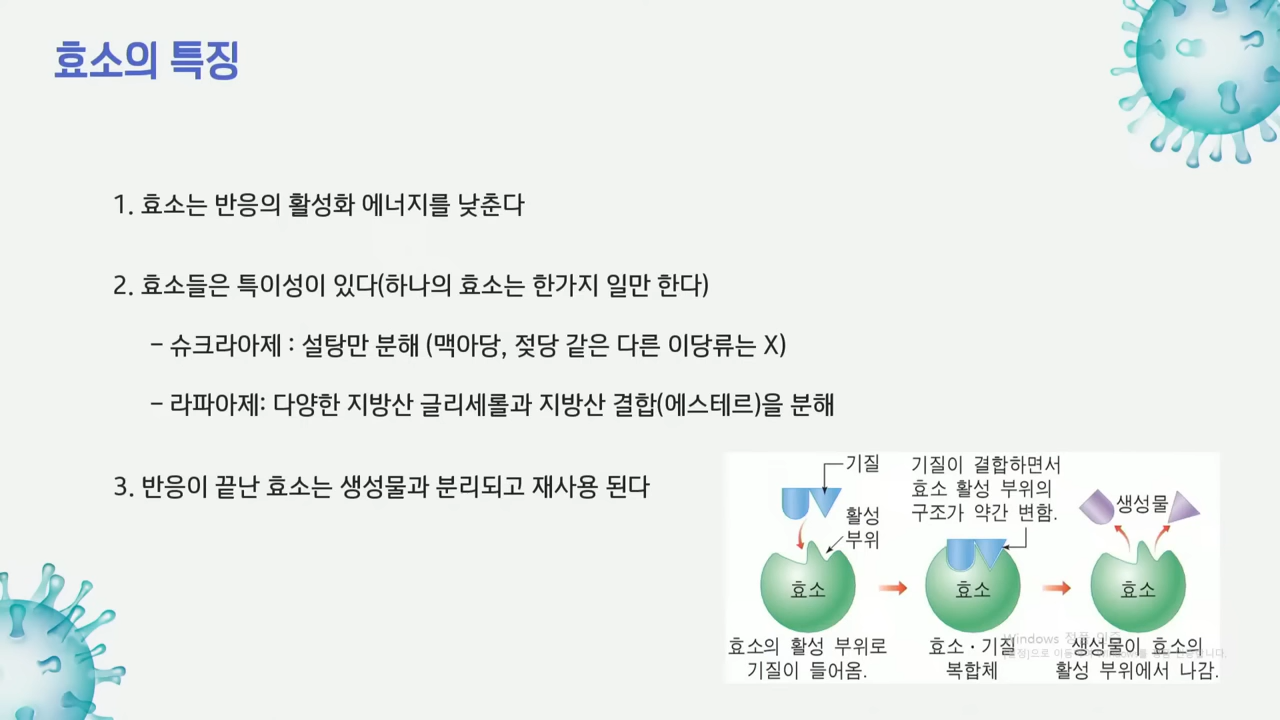 효소의 특징
1. 효소는 반응의 활성화 에너지를 낮춘다
2. 효소들은 특이성이 있다(하나의 효소는 한가지 일만 한다)
– 슈크라아제 : 설탕만 분해 (맥아당, 젖당 같은 다른 이당류는 X)
– 라파아제: 다양한 지방산 글리세롤과 지방산 결합(에스테르)을 분해
3. 반응이 끝난 효소는 생성물과 분리되고 재사용 된다
기질
활성
부위
효소
효소의 활성 부위로
기질이 들어옴.
기질이 결합하면서
효소 활성 부위의
구조가 약간 변함.
효소
효소·기질
복합체
생성물
효소
생성물이 효소의
활성 부위에서 나감.
Windows 정품 인증